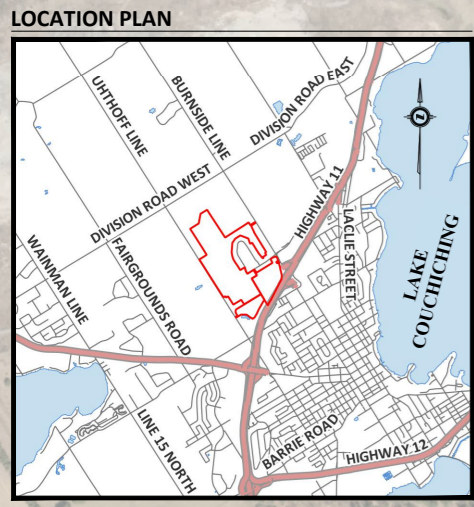 LOCATION PLAN
UHTHOFF LINE
BURNSIDE LINE
DIVISION ROAD EAST
DIVISION ROAD WEST
HIGHWAY 11
LACLIE STREET
WAINMAN LINE
FAIRGROUNDS ROAD
LAKE
COUCHICHING
LINE 15 NORTH
BARRIE ROAD
HIGHWAY 12